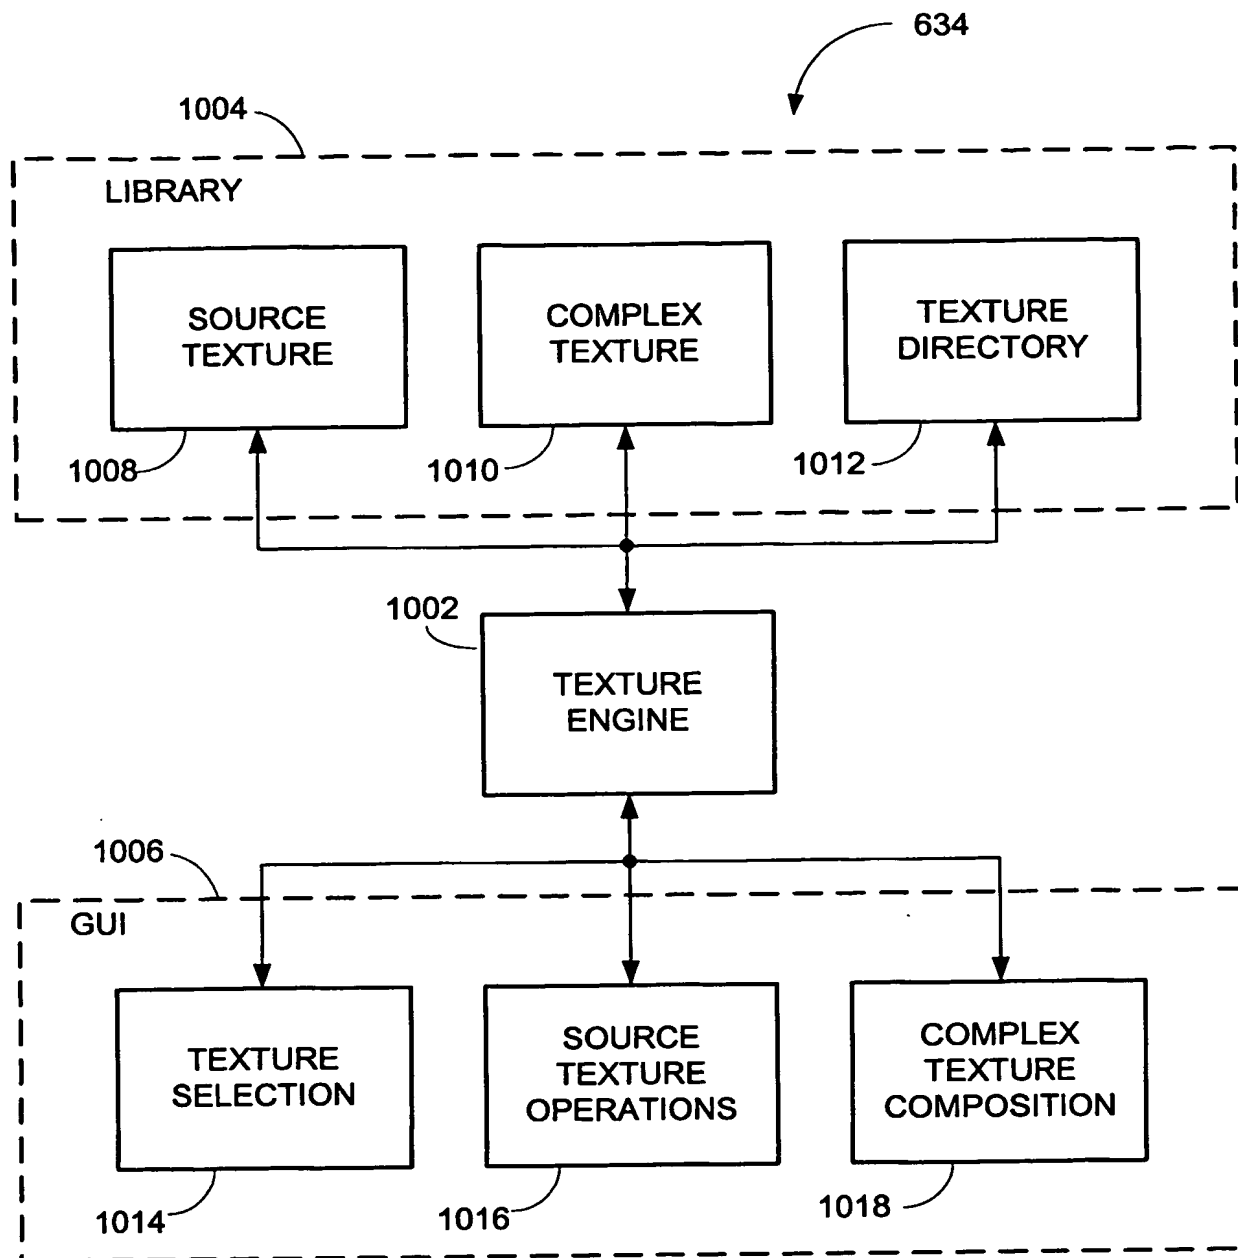 634
1004
LIBRARY
SOURCE
TEXTURE
COMPLEX
TEXTURE
TEXTURE
DIRECTORY
1008
1010
1012
1002
TEXTURE
ENGINE
1006
GUI
TEXTURE
SELECTION
SOURCE
TEXTURE
OPERATIONS
COMPLEX
TEXTURE
COMPOSITION
1014
1016
1018